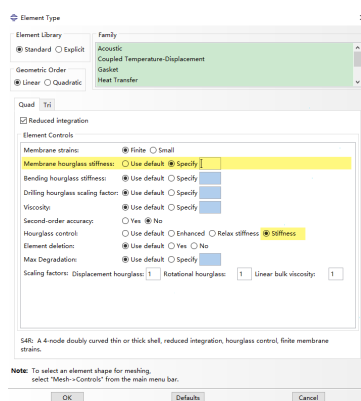 Element Type
Element Library
Family
Standard Explicit
Acoustic
Coupled Temperature-Displacement
Gasket
Heat Transfer
Geometric Order
Linear Quadratic
Quad Tri
Reduced integration
Element Controls
Membrane strains: Finite Small
Membrane hourglass stiffness: Use default Specify
Bending hourglass stiffness: Use default Specify
Drilling hourglass scaling factor: Use default Specify
Viscosity: Use default Specify
Second-order accuracy: Yes No
Hourglass control: Use default Enhanced Relax stiffness Stiffness
Element deletion: Use default Yes No
Max Degradation: Use default Specify
Scaling factors: Displacement hourglass: 1 Rotational hourglass: 1 Linear bulk viscosity: 1
S4R: A 4-node doubly curved thin or thick shell, reduced integration, hourglass control, finite membrane
strains.
Note: To select an element shape for meshing,
select "Mesh->Controls" from the main menu bar.
OK Defaults Cancel